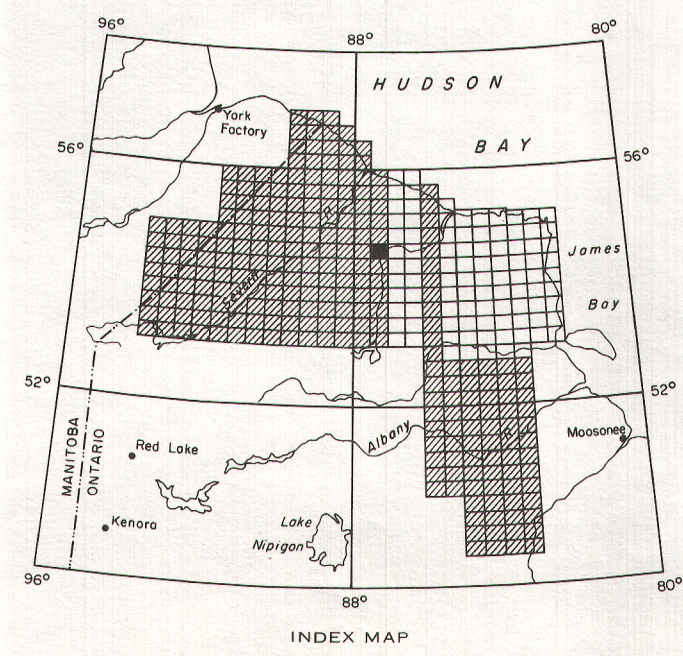 96°
88°
80°
HUDSON
BAY
York
Factory
56°
56°
James
Bay
R.
Severn
52°
52°
Albany
R.
Moosonee
MANITOBA
ONTARIO
Red Lake
Kenora
Lake
Nipigon
96°
88°
80°
INDEX MAP